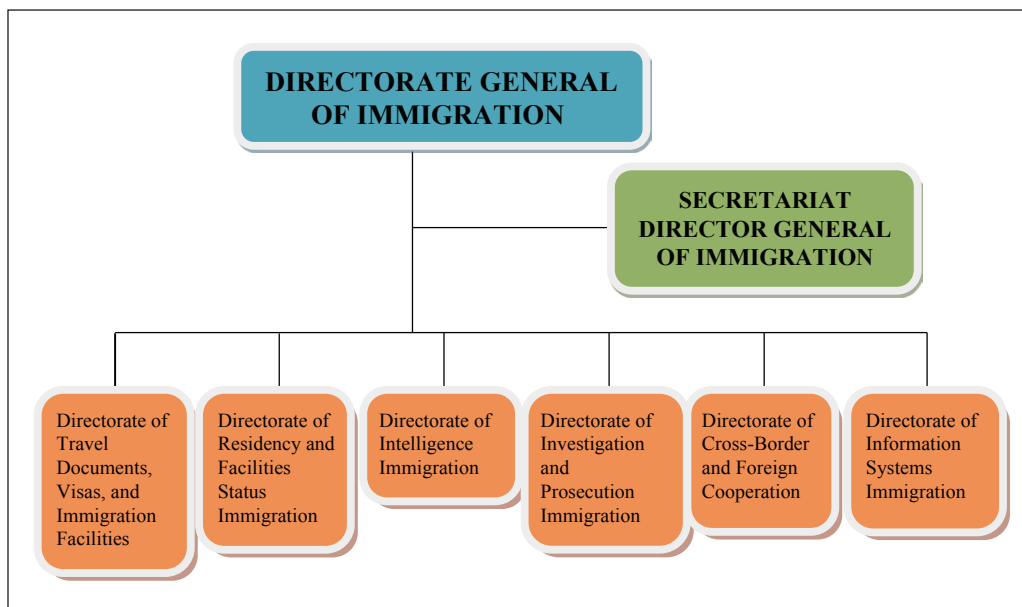 DIRECTORATE GENERAL
OF IMMIGRATION
SECRETARIAT
DIRECTOR GENERAL
OF IMMIGRATION
Directorate of
Travel
Documents,
Visas, and
Immigration
Facilities
Directorate of
Residency and
Facilities
Status
Immigration
Directorate of
Intelligence
Immigration
Directorate of
Investigation
and
Prosecution
Immigration
Directorate of
Cross-Border
and Foreign
Cooperation
Directorate of
Information
Systems
Immigration